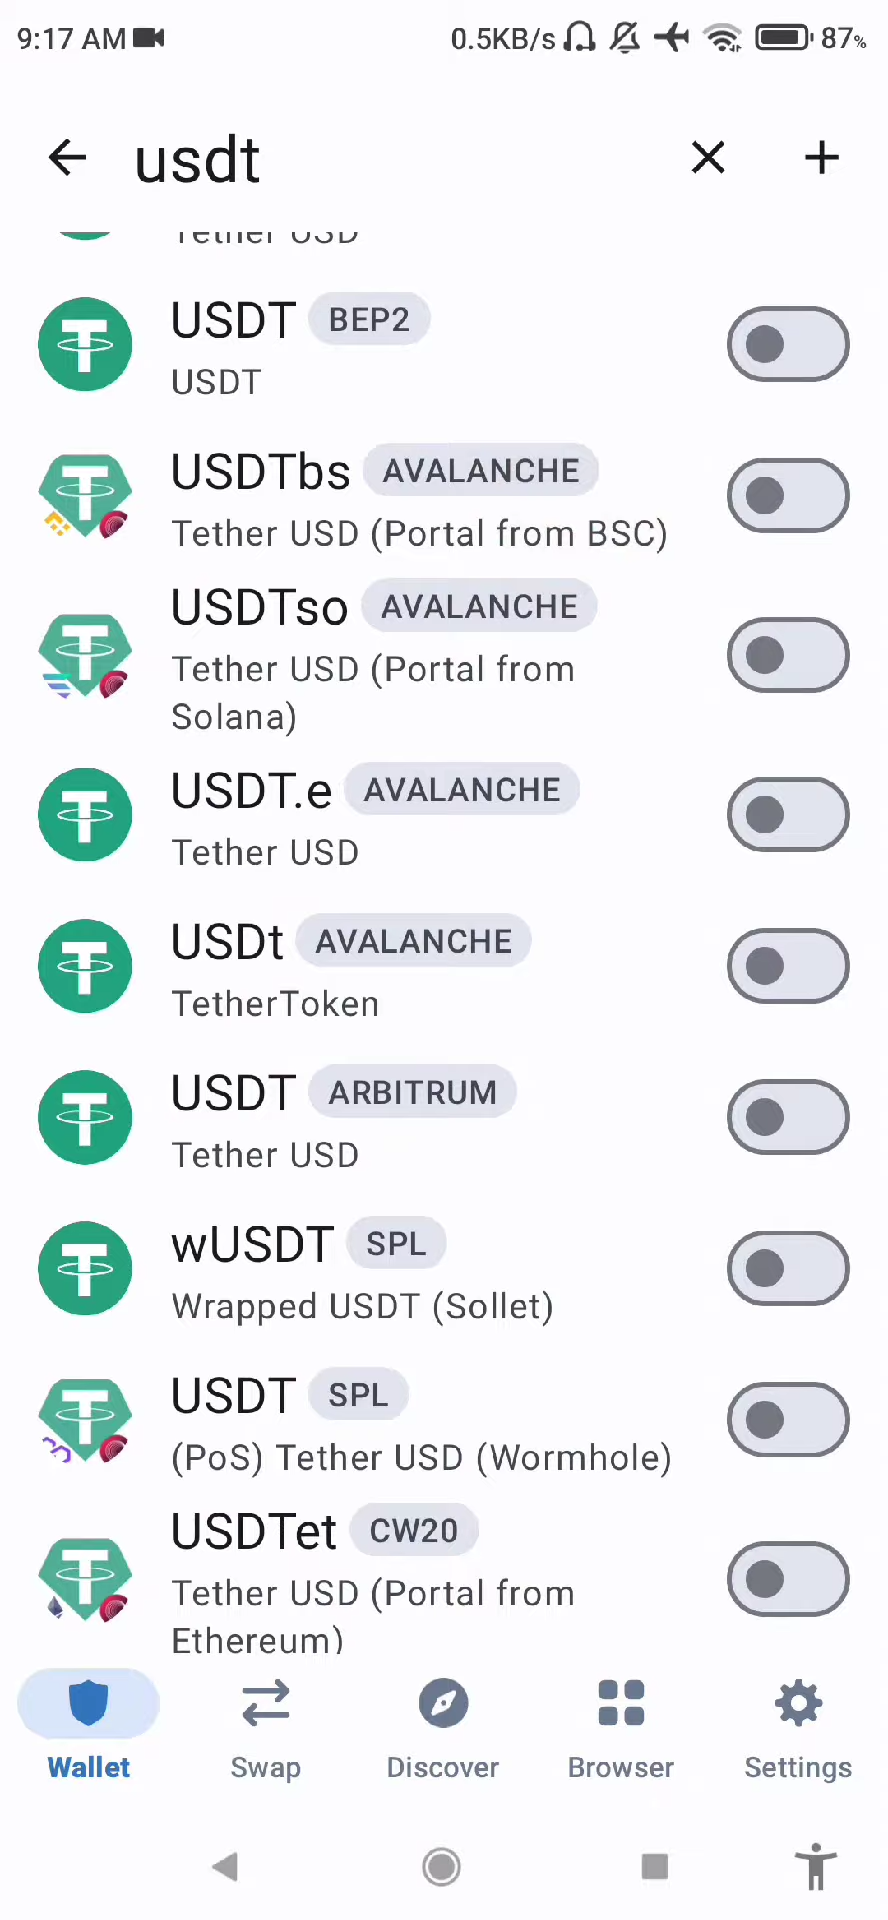 9:17 AM
0.5KB/s
87%
usdt
Tether USD
USDT BEP2
USDT
USDTbs AVALANCHE
Tether USD (Portal from BSC)
USDTso AVALANCHE
Tether USD (Portal from
Solana)
USDT.e AVALANCHE
Tether USD
USDt AVALANCHE
TetherToken
USDT ARBITRUM
Tether USD
wUSDT SPL
Wrapped USDT (Sollet)
USDT SPL
(PoS) Tether USD (Wormhole)
USDTet CW20
Tether USD (Portal from
Ethereum)
Wallet
Swap
Discover
Browser
Settings